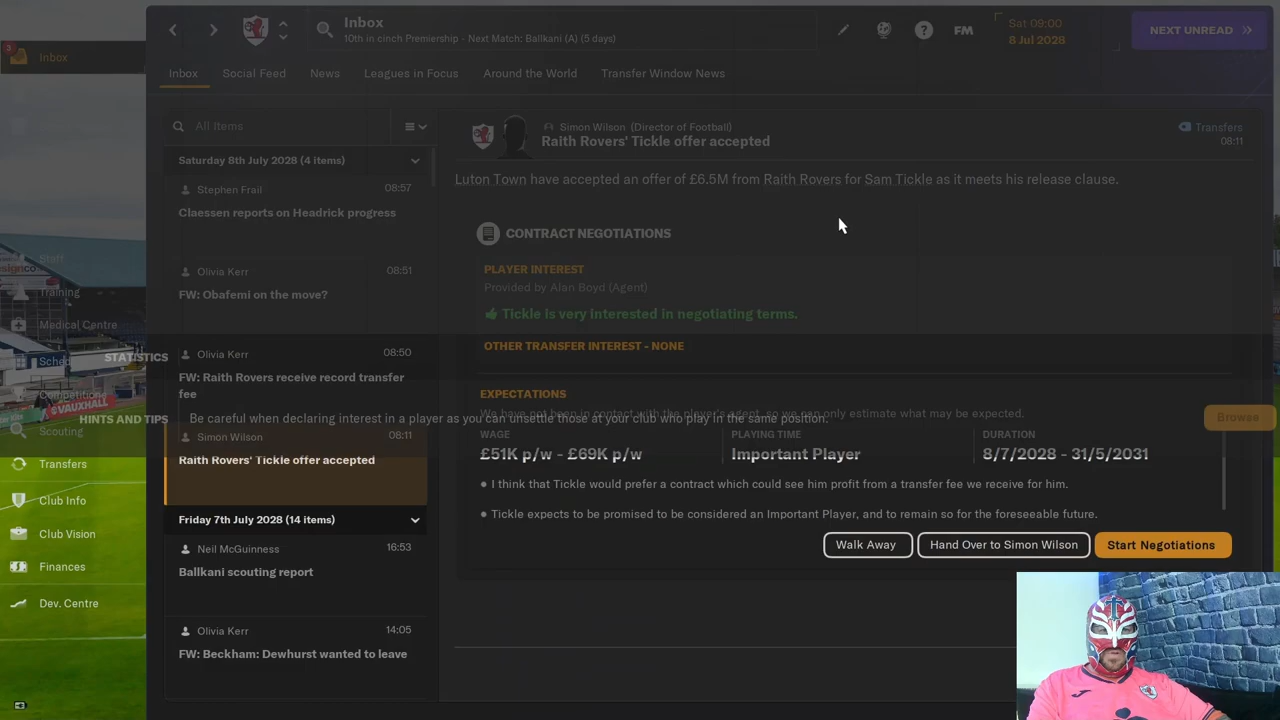 Inbox
10th in cinch Premiership - Next Match: Ballkani (A) (5 days)
FM
Sat 09:00
8 Jul 2028
NEXT UNREAD
3
Inbox
Inbox
Social Feed
News
Leagues in Focus
Around the World
Transfer Window News
All Items
Saturday 8th July 2028 (4 items)
Stephen Frail
08:57
Claessen reports on Headrick progress
Olivia Kerr
08:51
FW: Obafemi on the move?
Olivia Kerr
08:50
FW: Raith Rovers receive record transfer
fee
Simon Wilson
08:11
Raith Rovers' Tickle offer accepted
Friday 7th July 2028 (14 items)
Neil McGuinness
16:53
Ballkani scouting report
Olivia Kerr
14:05
FW: Beckham: Dewhurst wanted to leave
Simon Wilson (Director of Football)
Raith Rovers' Tickle offer accepted
Transfers
08:11
Luton Town have accepted an offer of £6.5M from Raith Rovers for Sam Tickle as it meets his release clause.
CONTRACT NEGOTIATIONS
PLAYER INTEREST
Provided by Alan Boyd (Agent)
Tickle is very interested in negotiating terms.
OTHER TRANSFER INTEREST - NONE
EXPECTATIONS
We have not been in contact with the player's agent, so we can only estimate what may be expected.
WAGE
PLAYING TIME
DURATION
£51K p/w - £69K p/w
Important Player
8/7/2028 - 31/5/2031
I think that Tickle would prefer a contract which could see him profit from a transfer fee we receive for him.
Tickle expects to be promised to be considered an Important Player, and to remain so for the foreseeable future.
Walk Away
Hand Over to Simon Wilson
Start Negotiations
STATISTICS
HINTS AND TIPS
Be careful when declaring interest in a player as you can unsettle those at your club who play in the same position.
Browse
Staff
Training
Medical Centre
Sched
Competitions
Scouting
Transfers
Club Info
Club Vision
Finances
Dev. Centre
VAUXHALL